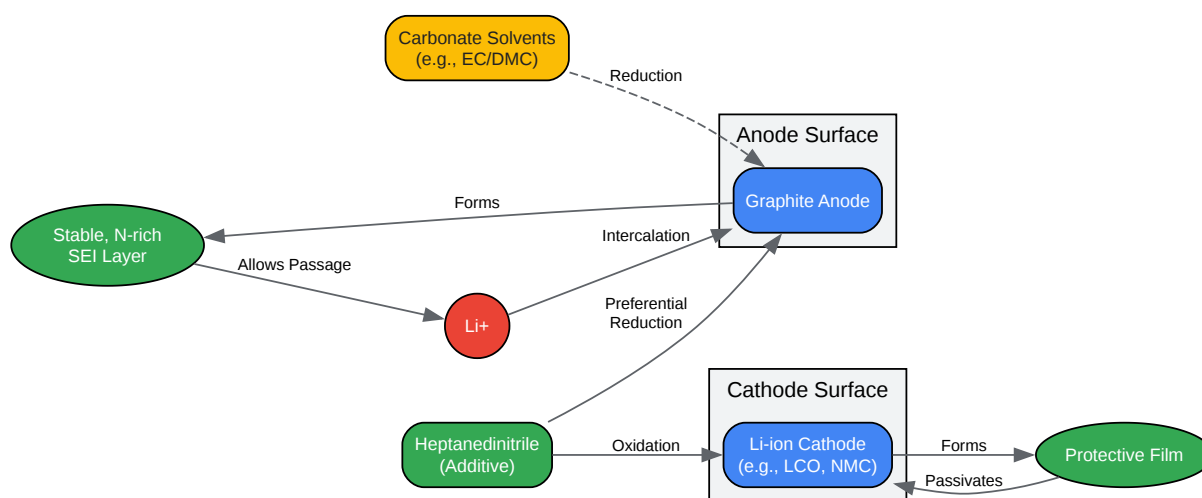 Carbonate Solvents
(e.g., EC/DMC)
Reduction
Anode Surface
Graphite Anode
Forms
Stable, N-rich
SEI Layer
Intercalation
Allows Passage
Li+
Preferential
Reduction
Cathode Surface
Heptanedinitrile
(Additive)
Oxidation
Li-ion Cathode
(e.g., LCO, NMC)
Forms
Protective Film
Passivates